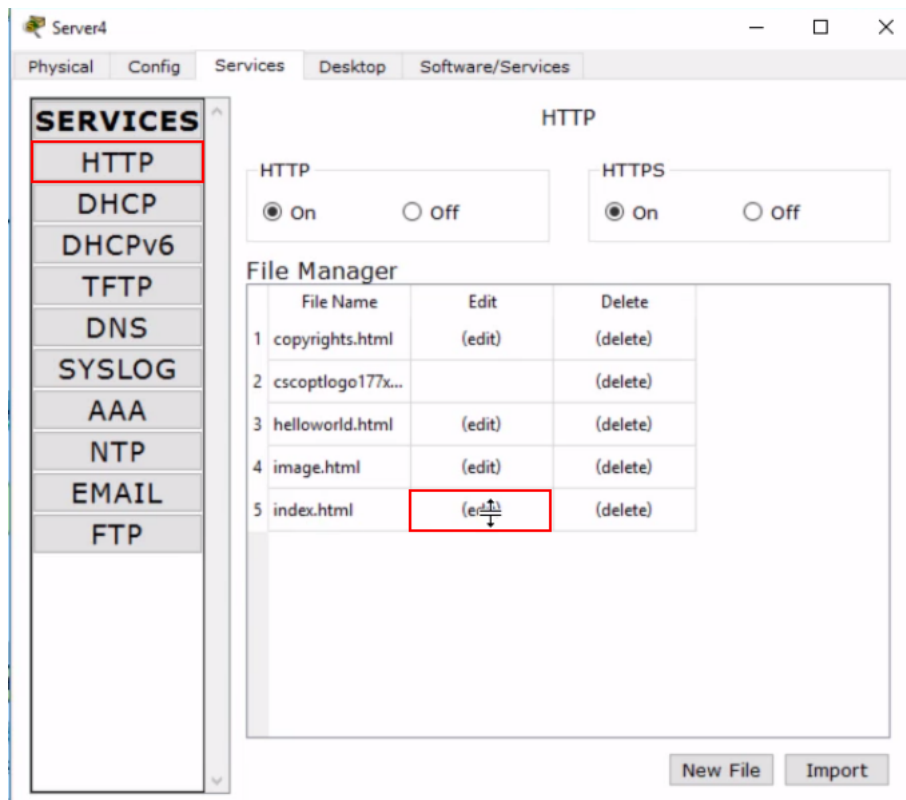 Server4
Physical Config Services Desktop Software/Services
SERVICES
HTTP
DHCP
DHCPv6
TFTP
DNS
SYSLOG
AAA
NTP
EMAIL
FTP
HTTP
HTTP HTTPS
On Off On Off
File Manager
File Name Edit Delete
1 copyrights.html (edit) (delete)
2 cscoptlogo177x... (delete)
3 helloworld.html (edit) (delete)
4 image.html (edit) (delete)
5 index.html (edit) (delete)
New File Import